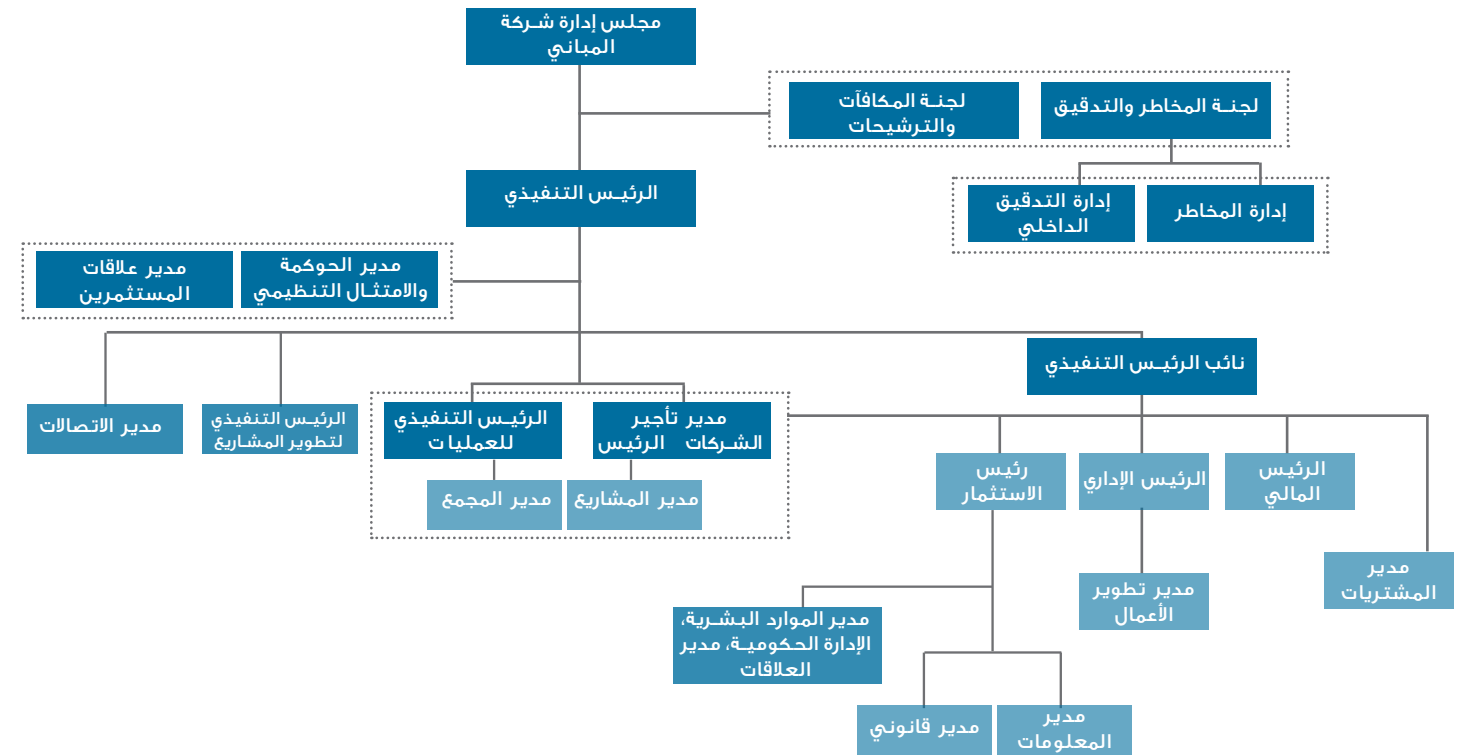 مجلس إدارة شركة
المباني
لجنة المخاطر والتدقيق
لجنة المكافآت
والترشيحات
الرئيس التنفيذي
إدارة المخاطر
إدارة التدقيق
الداخلي
مدير الحوكمة
والامتثال التنظيمي
مدير علاقات
المستثمرين
نائب الرئيس التنفيذي
مدير تأجير
الشركات الرئيس
الرئيس التنفيذي
للعمليات
الرئيس التنفيذي
لتطوير المشاريع
مدير الاتصالات
مدير المشاريع
مدير المجمع
الرئيس
المالي
الرئيس الإداري
رئيس
الاستثمار
مدير
المشتريات
مدير تطوير
الأعمال
مدير الموارد البشرية،
الإدارة الحكومية، مدير
العلاقات
مدير
المعلومات
مدير قانوني